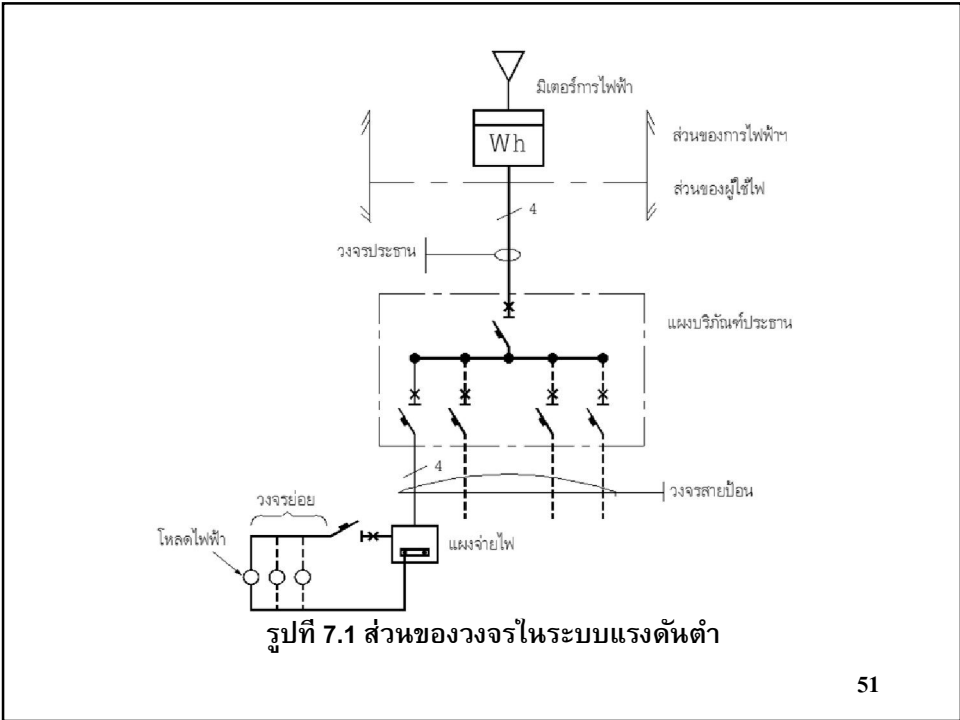 มิเตอร์การไฟฟ้า
Wh
ส่วนของการไฟฟ้าฯ
ส่วนของผู้ใช้ไฟ
4
วงจรประธาน
แผงบริภัณฑ์ประธาน
4
วงจรสายป้อน
วงจรย่อย
โหลดไฟฟ้า
แผงจ่ายไฟ
รูปที่ 7.1 ส่วนของวงจรในระบบแรงดันต่ำ
51